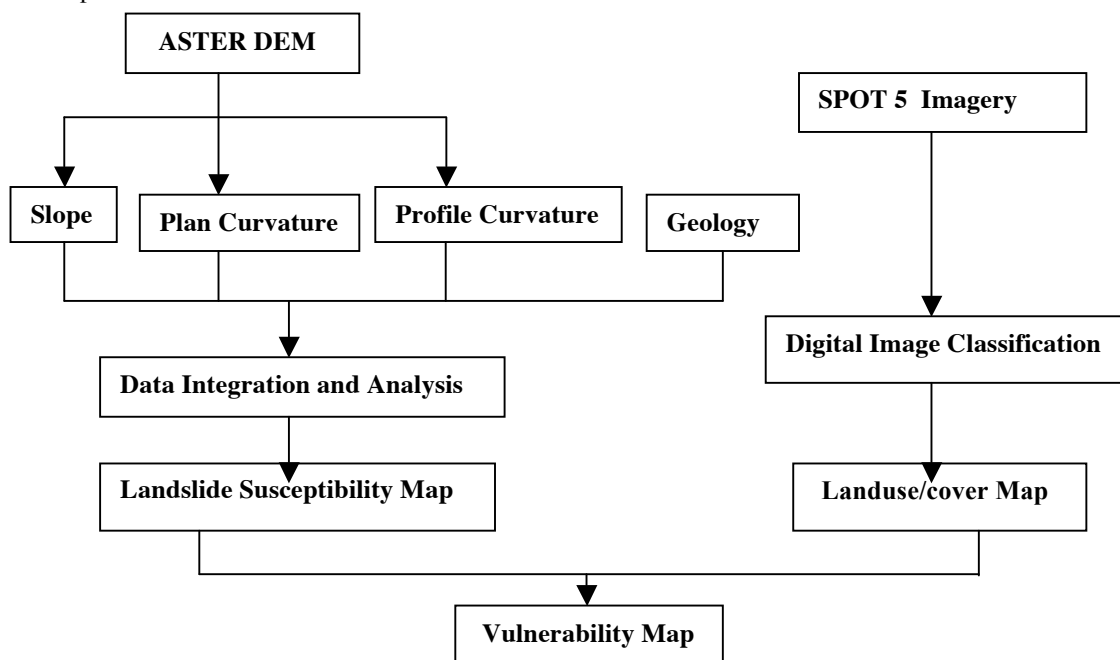 ASTER DEM
SPOT 5 Imagery
Slope
Plan Curvature
Profile Curvature
Geology
Digital Image Classification
Data Integration and Analysis
Landslide Susceptibility Map
Landuse/cover Map
Vulnerability Map